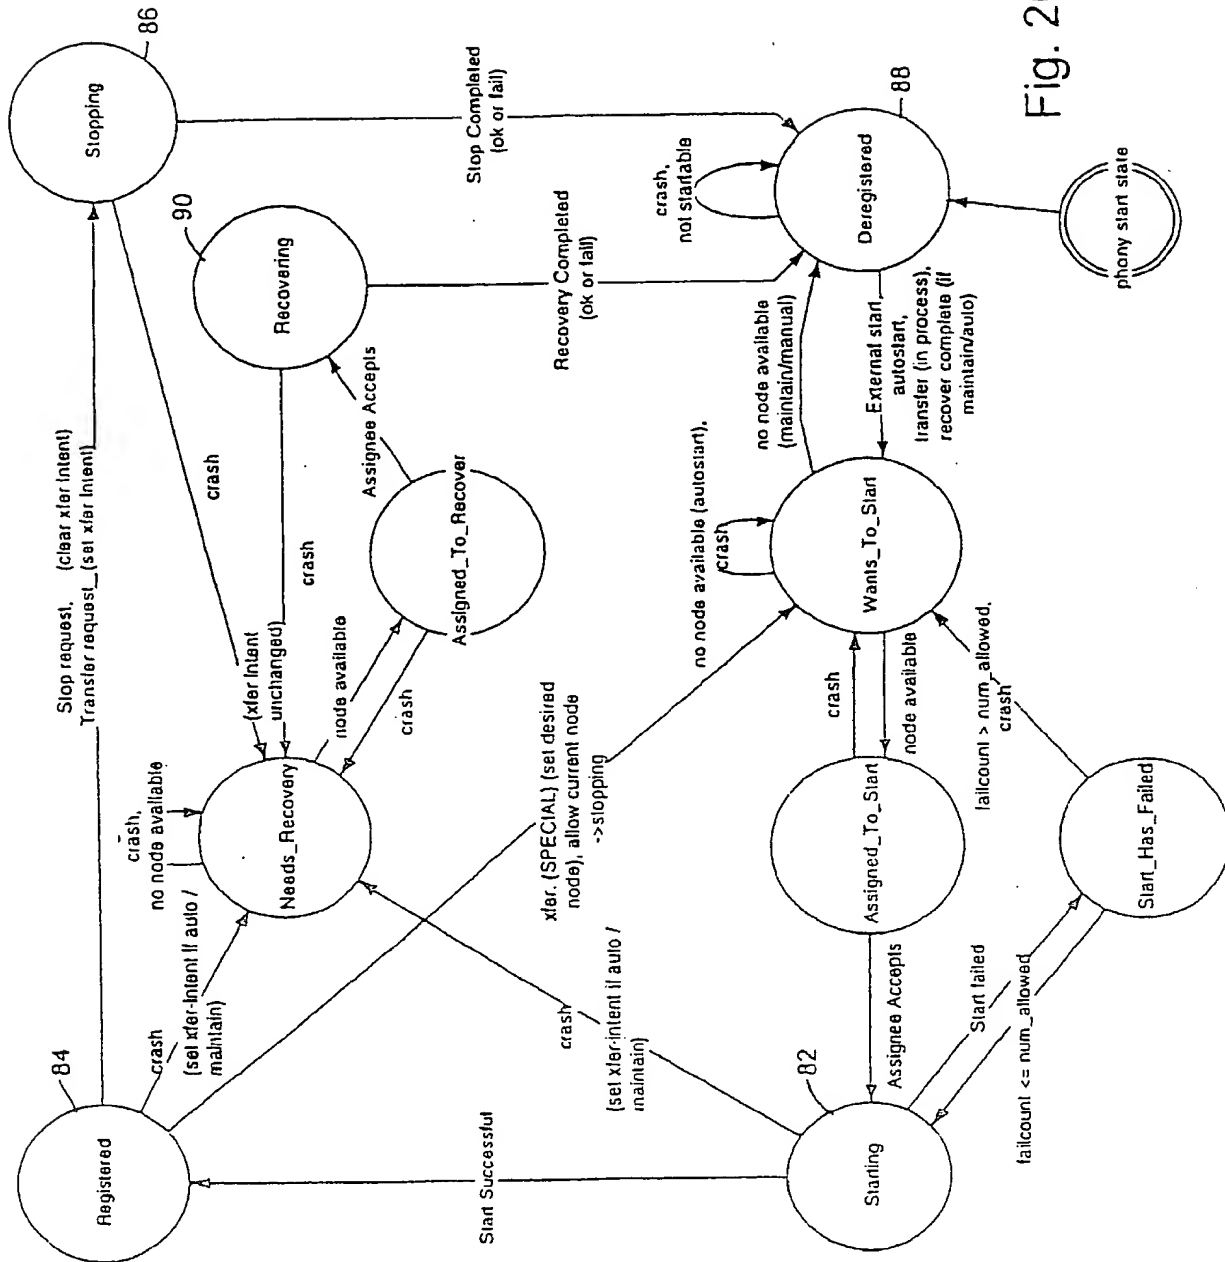 86
Stopping
Stop request, (clear xfer Intent)
Transfer request_(set xfer Intent)
Stop Completed
(ok or fail)
90
Recovering
crash
Recovery Completed
(ok or fail)
crash
Assignee Accepts
Assigned_To_Recover
(xfer Intent
unchanged)
node available
crash
crash,
no node available
Needs_Recovery
84
Registered
crash
(set xfer-Intent if auto /
maintain)
xfer. (SPECIAL) (set desired
node), allow current node
->stopping
crash
(set xfer-intent if auto /
maintain)
Start Successful
82
Starting
Assignee Accepts
Assigned_To_Start
crash
node available
Wants_To_Start
no node available (autostart),
crash
no node available
(maintain/manual)
External start,
autostart,
transfer (in process),
recover complete (if
maintain/auto)
crash,
not startable
Deregistered
88
phony start state
Start failed
failcount <= num_allowed
Start_Has_Failed
failcount > num_allowed,
crash
Fig.